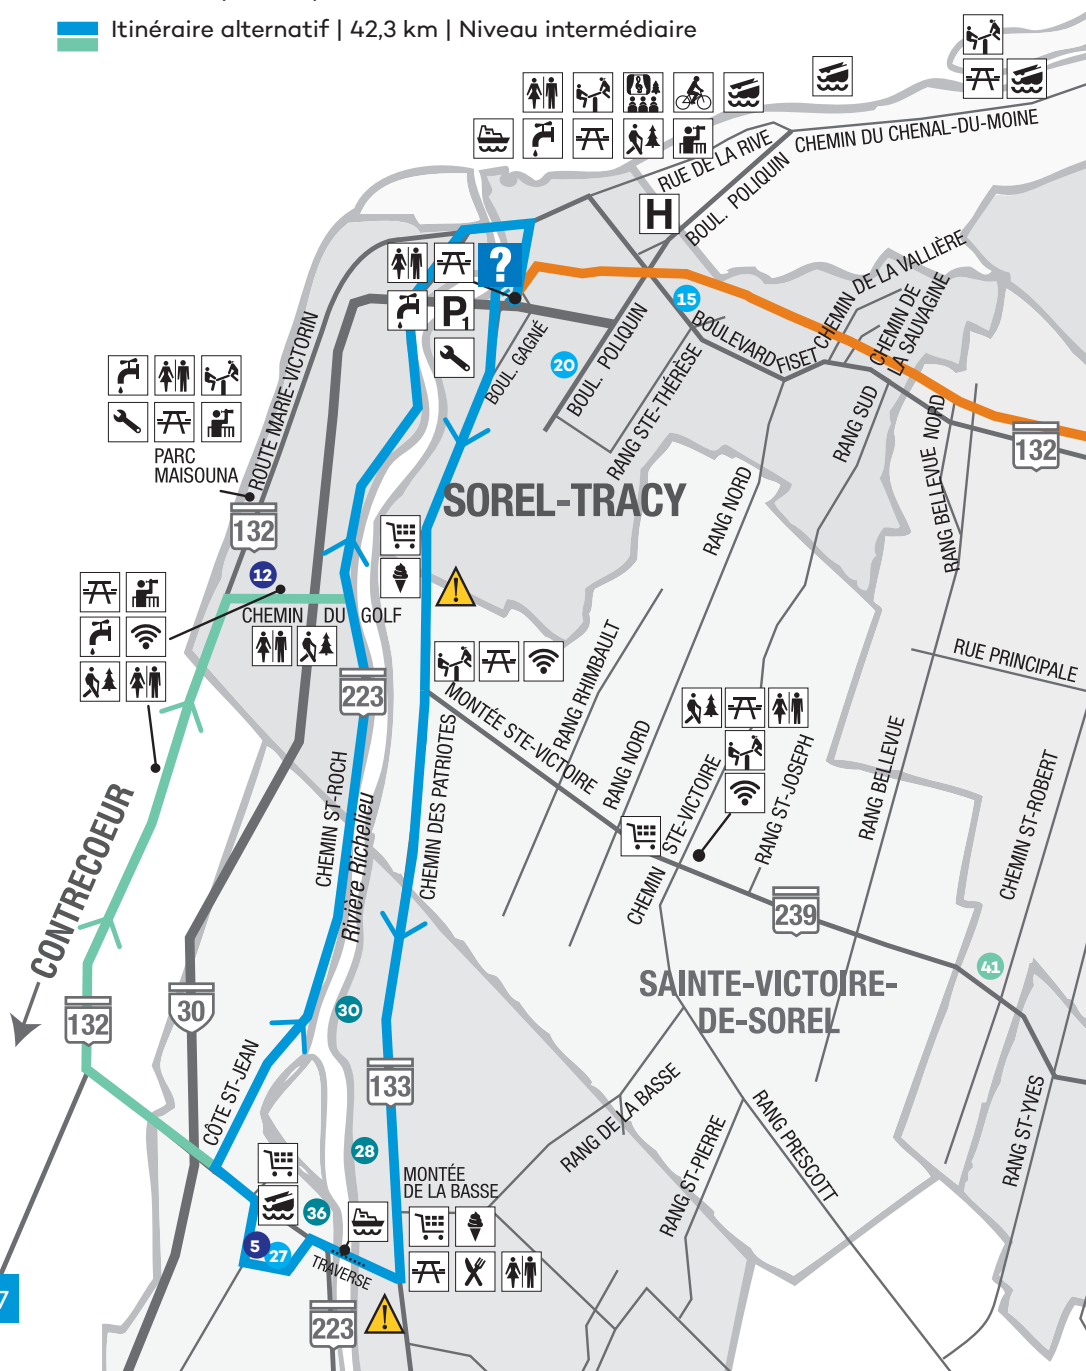 Itinéraire alternatif | 42,3 km | Niveau intermédiaire
CHEMIN DU CHENAL-DU-MOINE
RUE DE LA RIVE
BOUL. POLIQUIN
H
?
P1
CHEMIN DE LA VALLIÈRE
CHEMIN DE
LA SAUVAGINE
15
BOULEVARD
FISET
BOUL. GAGNÉ
20
BOUL. POLIQUIN
RANG STE-THÉRÈSE
RANG SUD
RANG BELLEVUE NORD
132
ROUTE MARIE-VICTORIN
PARC
MAISOUNA
132
SOREL-TRACY
RANG NORD
12
CHEMIN DU GOLF
223
RUE PRINCIPALE
RANG RHIMBAULT
MONTÉE STE-VICTOIRE
RANG NORD
CHEMIN STE-VICTOIRE
RANG ST-JOSEPH
RANG BELLEVUE
CHEMIN ST-ROBERT
CHEMIN ST-ROCH
Rivière Richelieu
CHEMIN DES PATRIOTES
CONTRECOEUR
239
41
SAINTE-VICTOIRE-
DE-SOREL
132
30
30
133
CÔTE ST-JEAN
RANG DE LA BASSE
RANG ST-PIERRE
RANG PRESCOTT
RANG ST-YVES
28
MONTÉE
DE LA BASSE
36
5
27
TRAVERSE
223
7